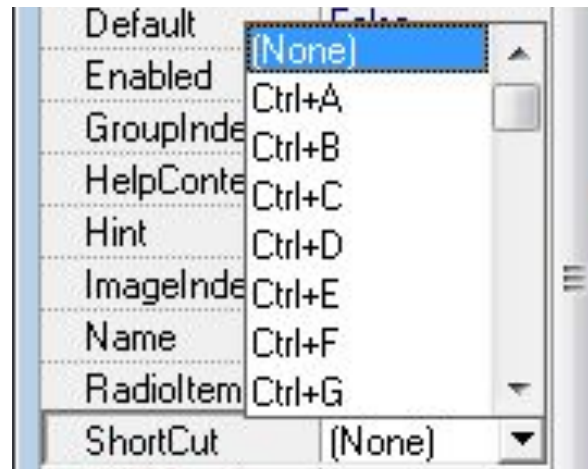 Default
(None)
Enabled
Ctrl+A
GroupInde
Ctrl+B
HelpConte
Ctrl+C
Hint
Ctrl+D
ImageInde
Ctrl+E
Name
Ctrl+F
RadioItem
Ctrl+G
ShortCut (None)